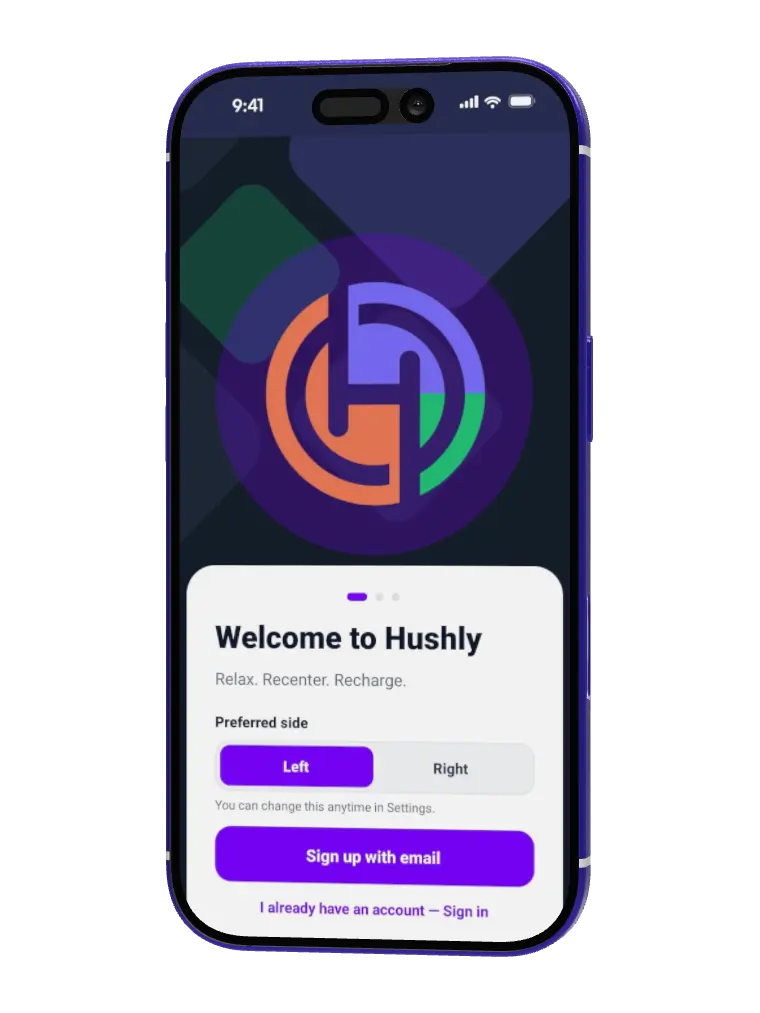 9:41
Welcome to Hushly
Relax. Recenter. Recharge.
Preferred side
Left Right
You can change this anytime in Settings.
Sign up with email
I already have an account — Sign in